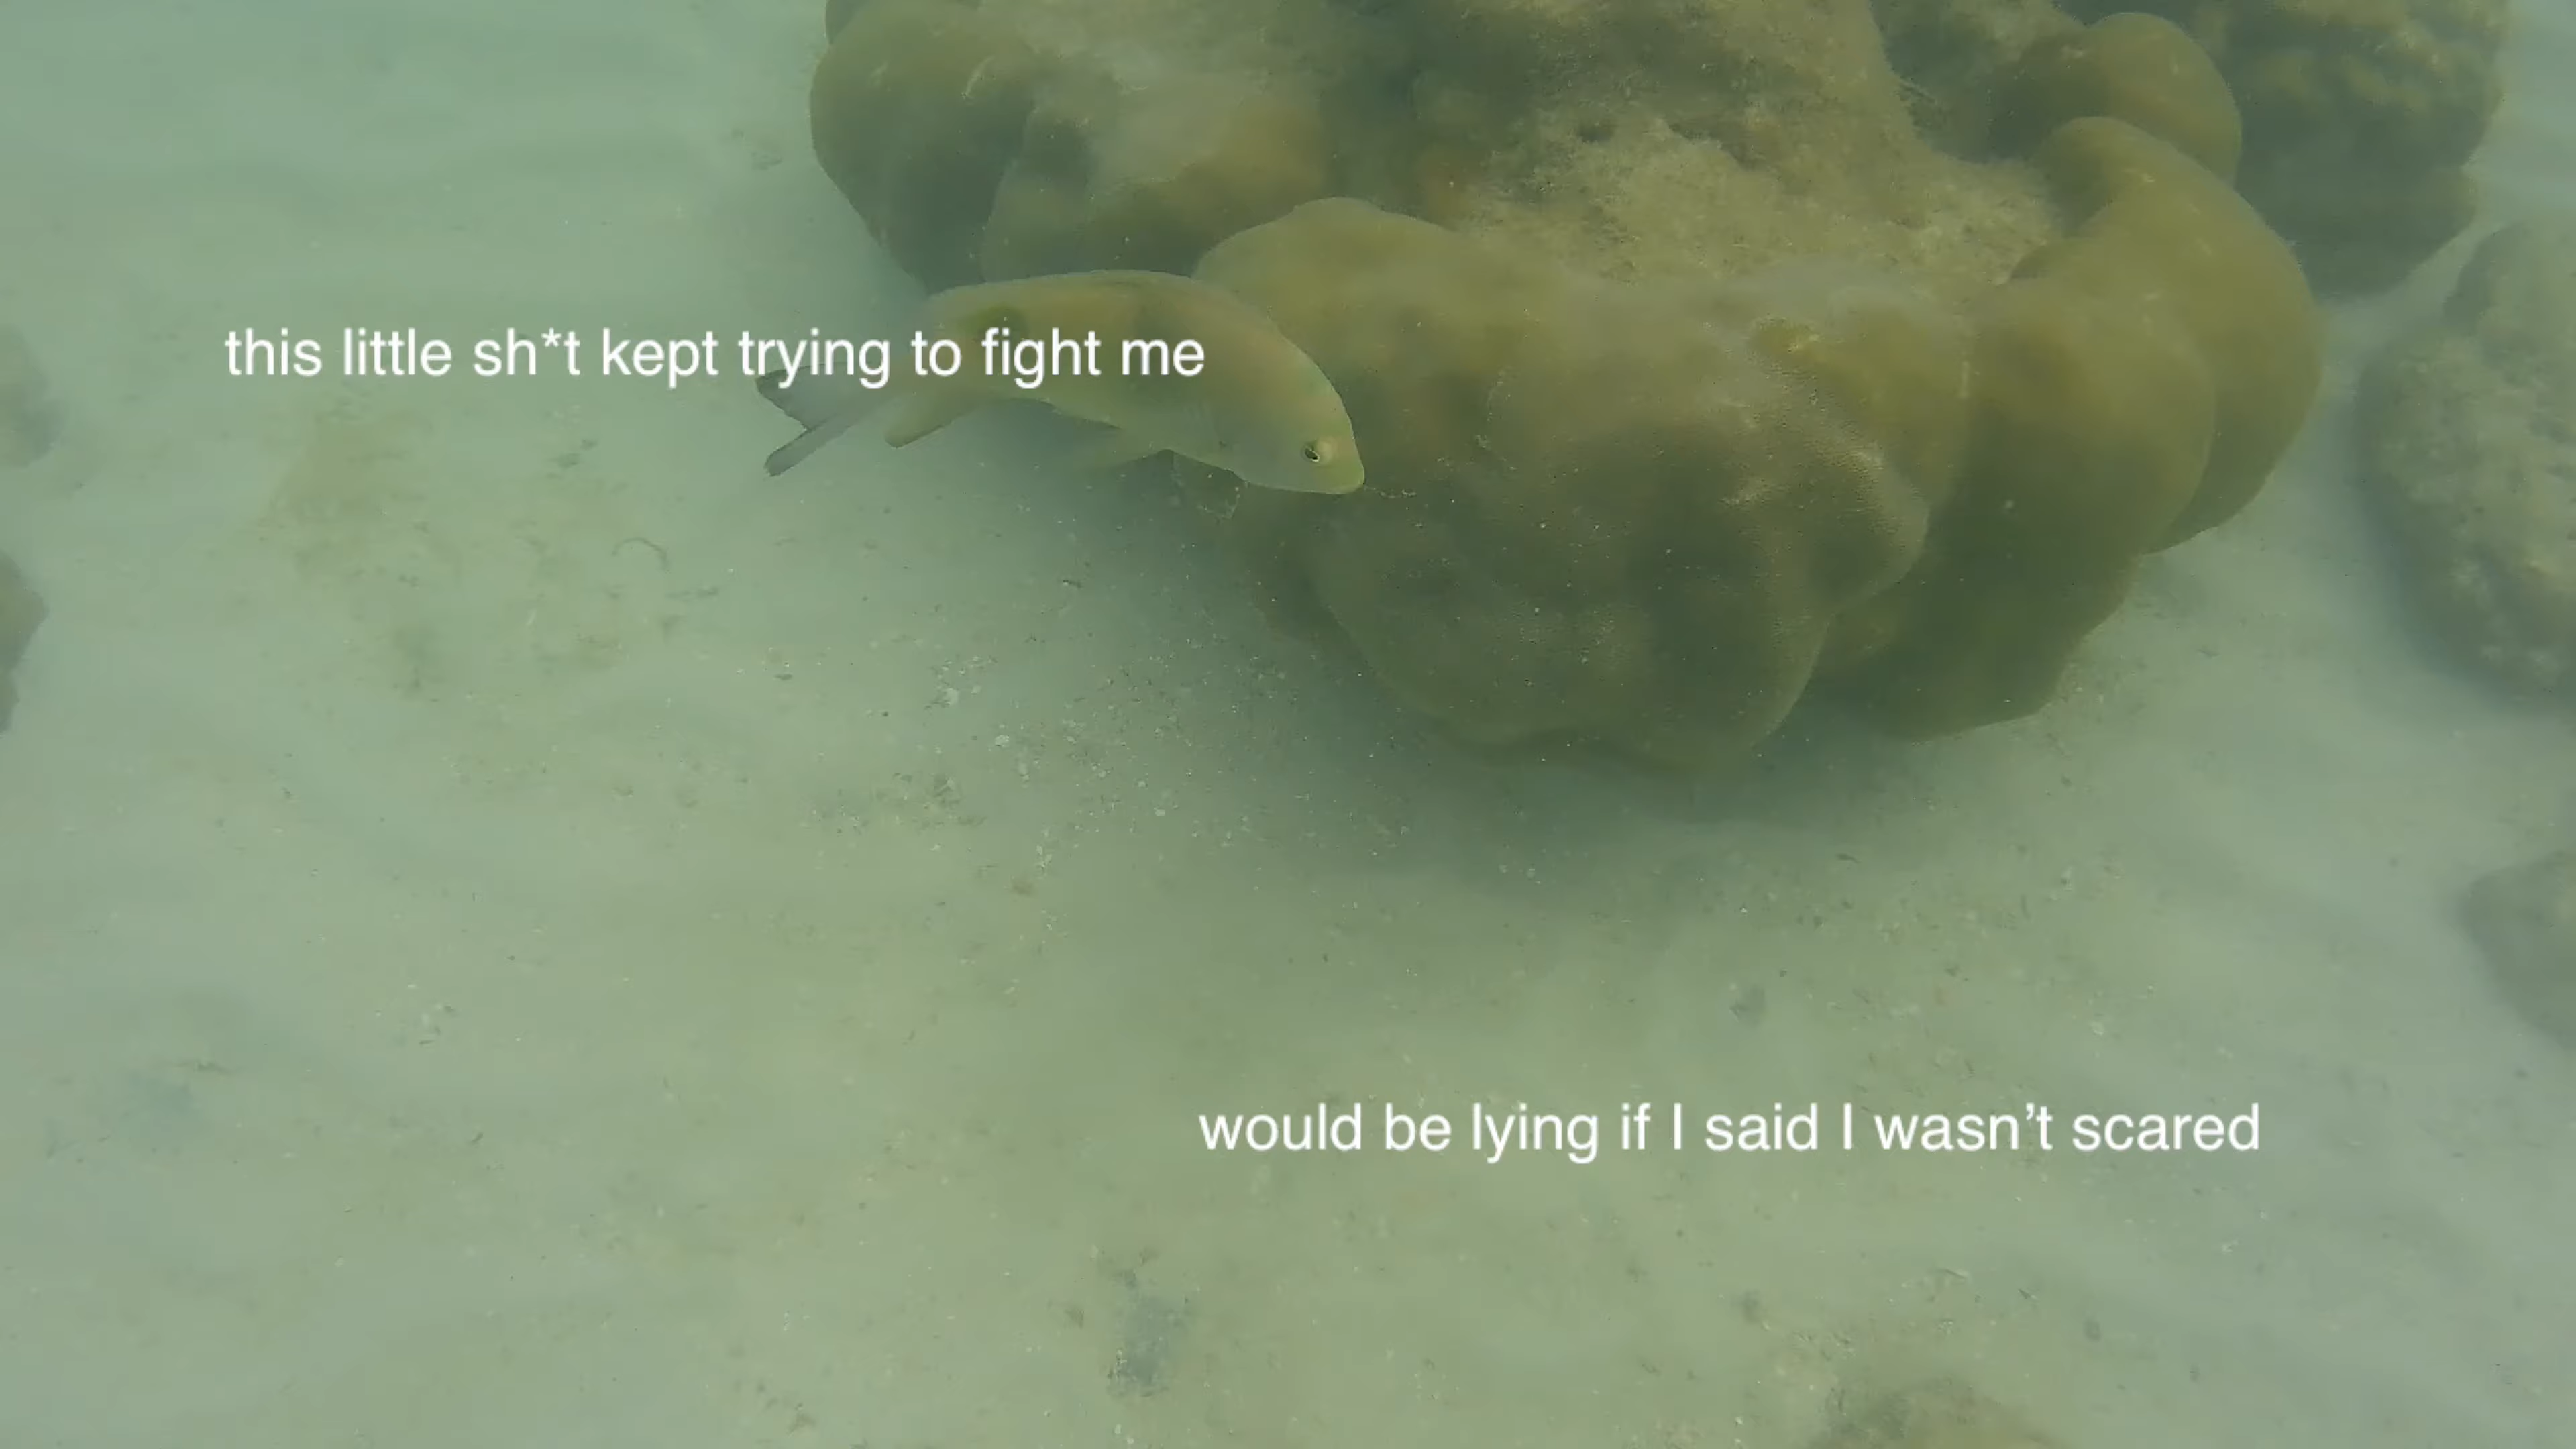 this little sh*t kept trying to fight me
would be lying if I said I wasn’t scared